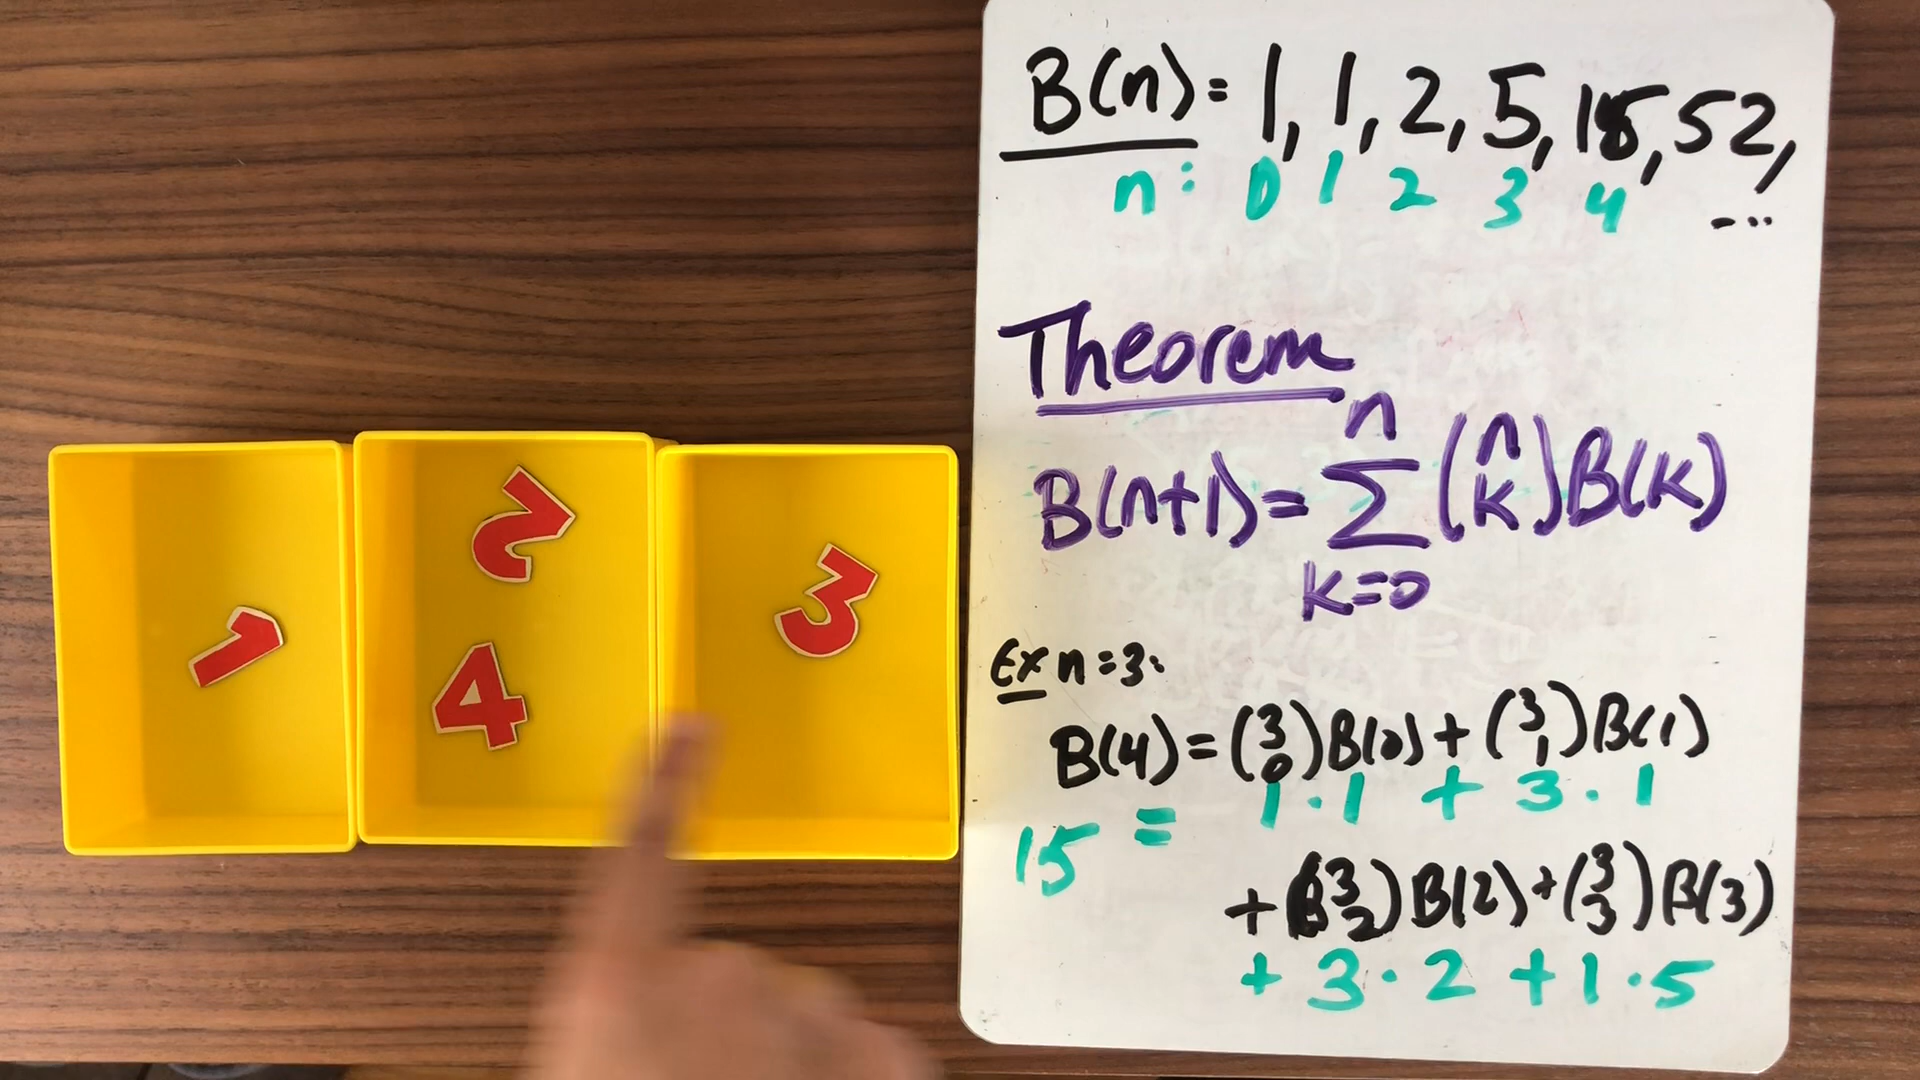 1
2
4
3
B(n) = 1, 1, 2, 5, 15, 52,
n: 0 1 2 3 4 ...
Theorem
n
B(n+1) = Σ (n k) B(k)
k=0
Ex n=3:
B(4) = (3 0) B(0) + (3 1) B(1)
15 = 1·1 + 3·1
+ (3 2) B(2) + (3 3) B(3)
+ 3·2 + 1·5